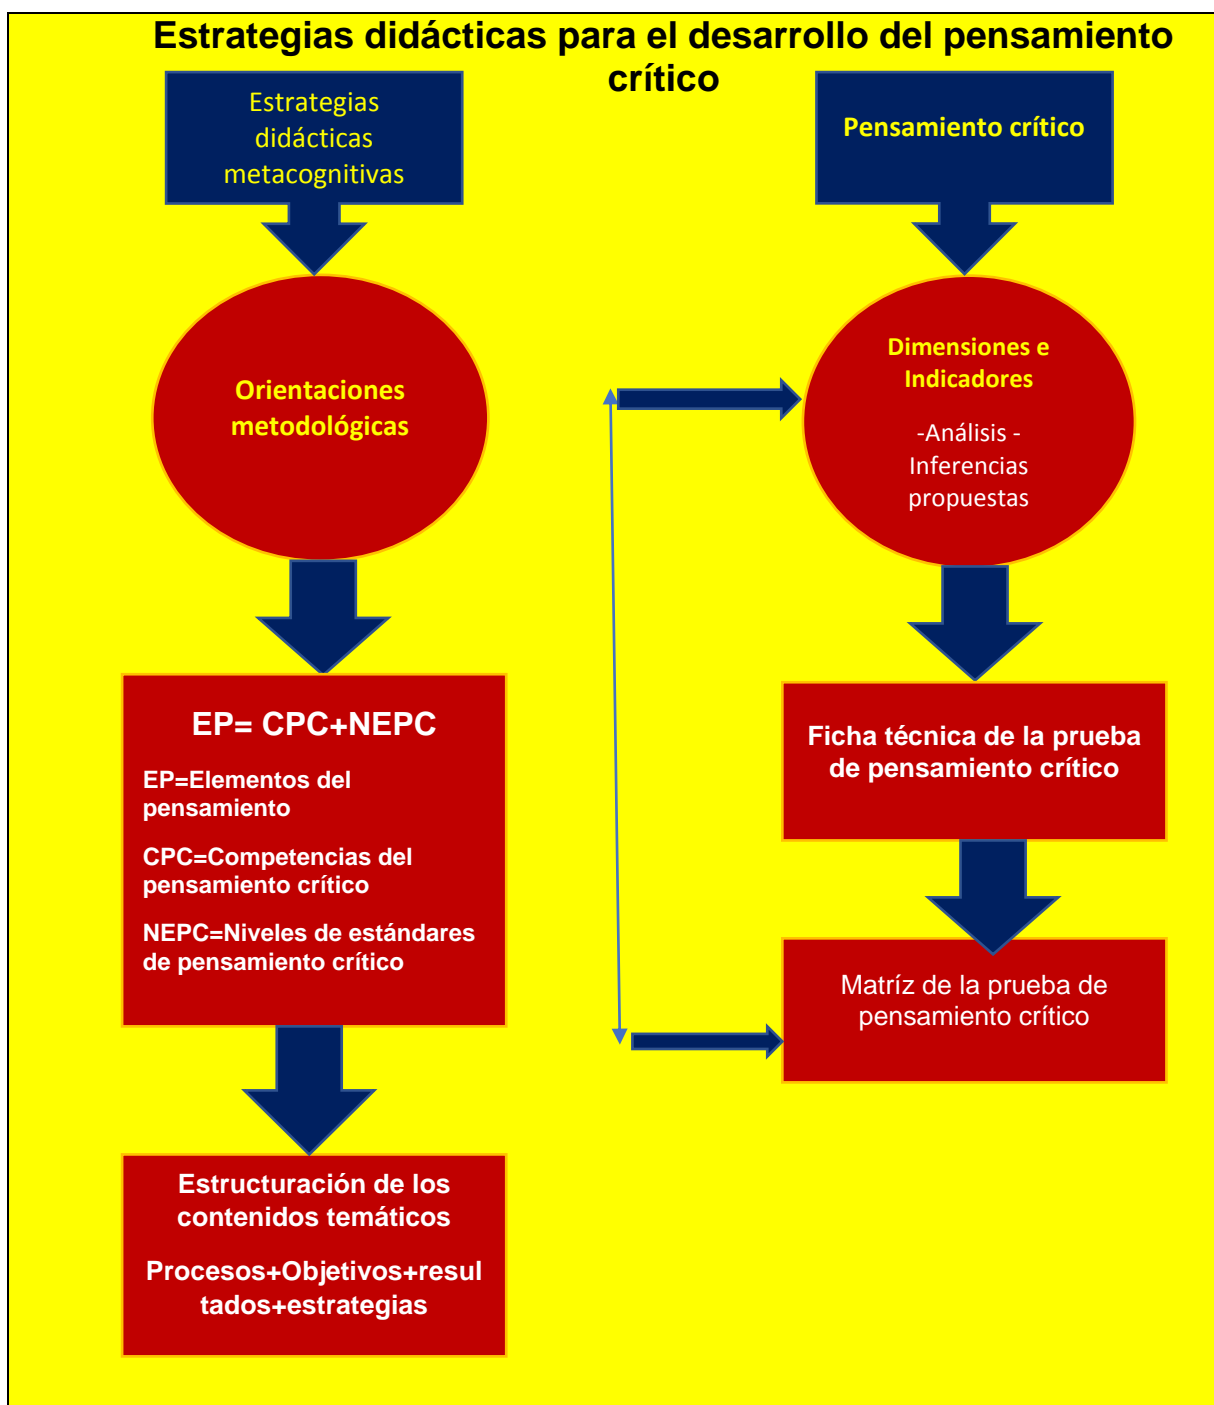 Estrategias didácticas para el desarrollo del pensamiento
crítico
Estrategias
didácticas
metacognitivas
Orientaciones
metodológicas
EP= CPC+NEPC
EP=Elementos del
pensamiento
CPC=Competencias del
pensamiento crítico
NEPC=Niveles de estándares
de pensamiento crítico
Estructuración de los
contenidos temáticos
Procesos+Objetivos+resul
tados+estrategias
Pensamiento crítico
Dimensiones e
Indicadores
-Análisis -
Inferencias
propuestas
Ficha técnica de la prueba
de pensamiento crítico
Matríz de la prueba de
pensamiento crítico